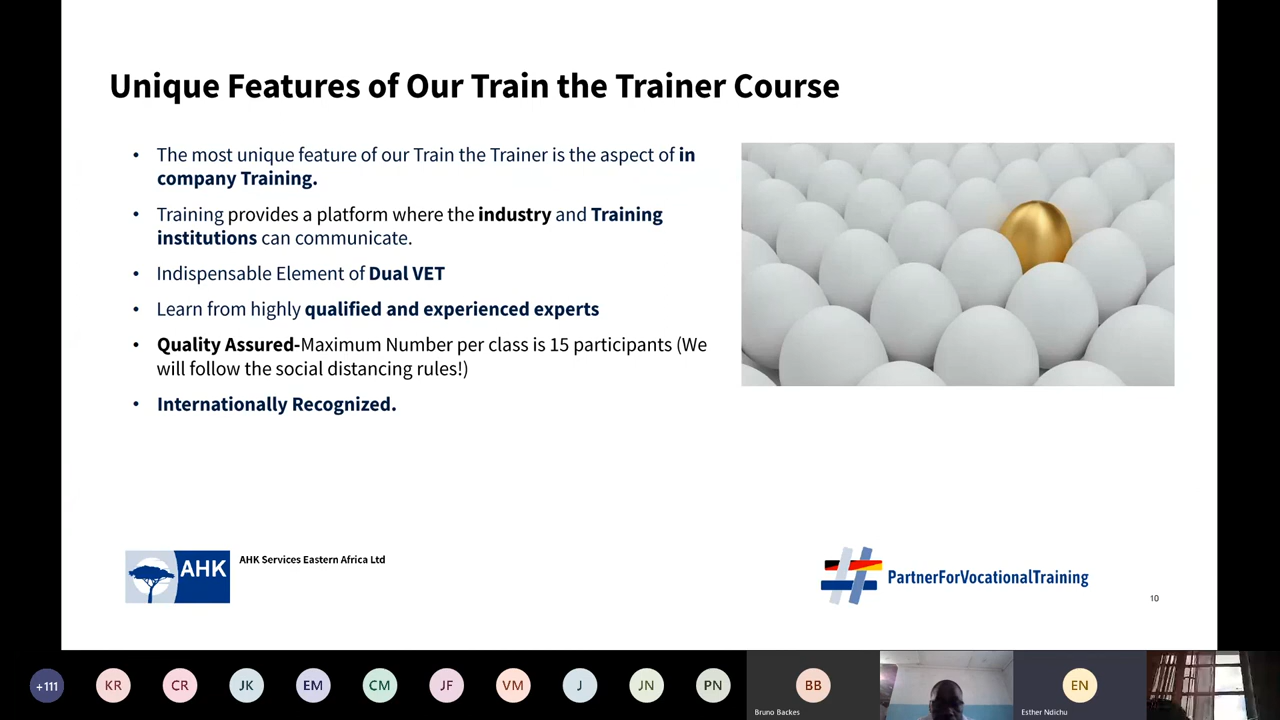 Unique Features of Our Train the Trainer Course
• The most unique feature of our Train the Trainer is the aspect of in
company Training.
• Training provides a platform where the industry and Training
institutions can communicate.
• Indispensable Element of Dual VET
• Learn from highly qualified and experienced experts
• Quality Assured-Maximum Number per class is 15 participants (We
will follow the social distancing rules!)
• Internationally Recognized.
AHK
AHK Services Eastern Africa Ltd
#PartnerForVocationalTraining
10
+111
KR
CR
JK
EM
CM
JF
VM
J
JN
PN
BB
Bruno Backes
EN
Esther Ndichu